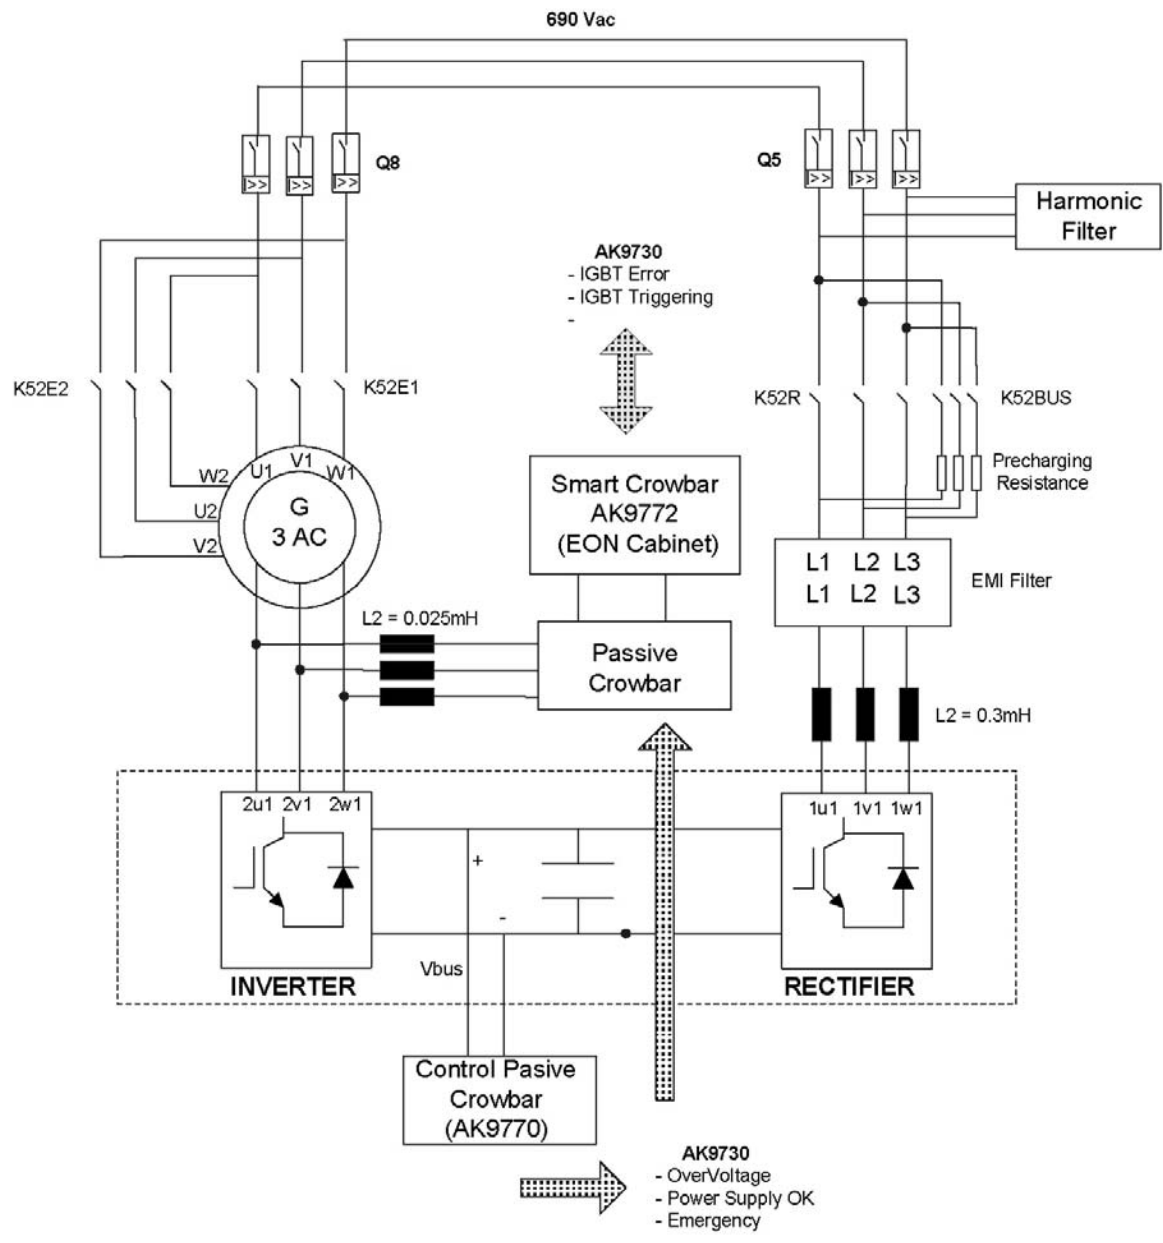 690 Vac
Q8
Q5
>>
>>
>>
>>
>>
>>
Harmonic
Filter
AK9730
- IGBT Error
- IGBT Triggering
-
K52E2
K52E1
K52R
K52BUS
W2
U1
V1
W1
U2
V2
G
3 AC
Precharging
Resistance
Smart Crowbar
AK9772
(EON Cabinet)
L1 L2 L3
L1 L2 L3
EMI Filter
L2 = 0.025mH
Passive
Crowbar
L2 = 0.3mH
2u1 2v1 2w1
1u1 1v1 1w1
+
-
Vbus
INVERTER
RECTIFIER
Control Pasive
Crowbar
(AK9770)
AK9730
- OverVoltage
- Power Supply OK
- Emergency